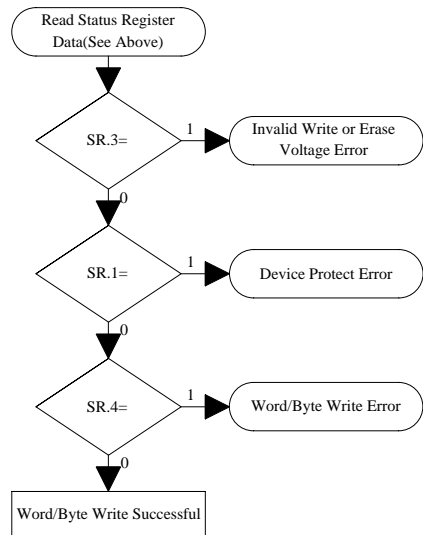 Read Status Register
Data(See Above)
SR.3=
1
Invalid Write or Erase
Voltage Error
0
SR.1=
1
Device Protect Error
0
SR.4=
1
Word/Byte Write Error
0
Word/Byte Write Successful